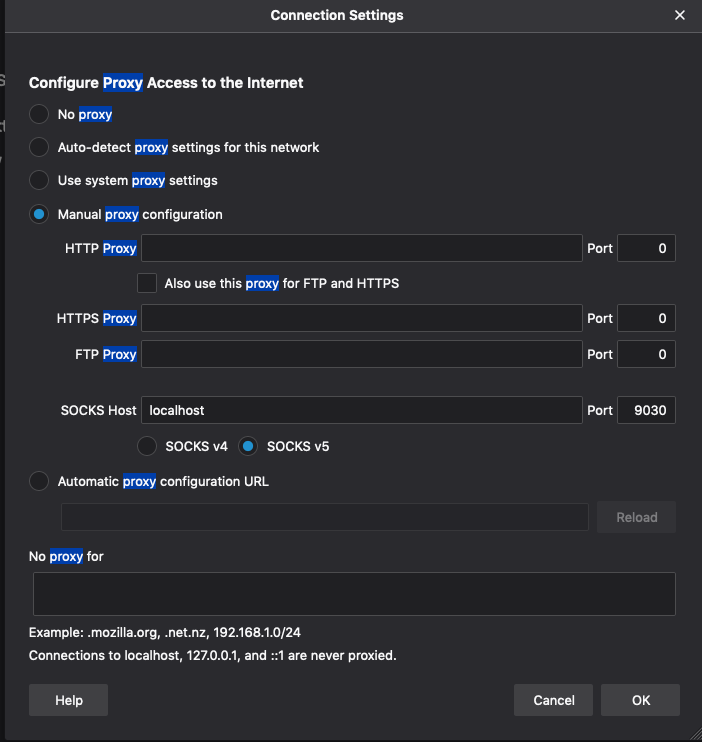 Connection Settings
Configure Proxy Access to the Internet
No proxy
Auto-detect proxy settings for this network
Use system proxy settings
Manual proxy configuration
HTTP Proxy Port 0
Also use this proxy for FTP and HTTPS
HTTPS Proxy Port 0
FTP Proxy Port 0
SOCKS Host localhost Port 9030
SOCKS v4 SOCKS v5
Automatic proxy configuration URL
Reload
No proxy for
Example: .mozilla.org, .net.nz, 192.168.1.0/24
Connections to localhost, 127.0.0.1, and ::1 are never proxied.
Help Cancel OK